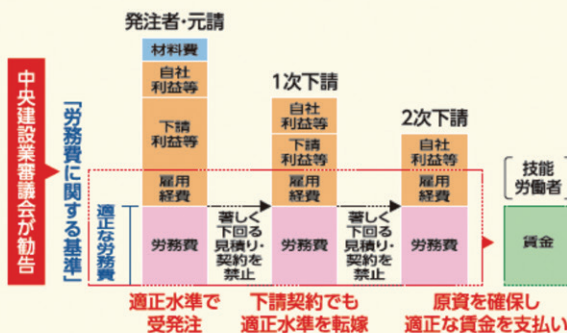 中央建設業審議会が勧告
「労務費に関する基準」
適正な労務費
発注者・元請
材料費
自社
利益等
下請
利益等
雇用
経費
労務費
適正水準で
受発注
著しく
下回る
見積り・
契約を
禁止
1次下請
自社
利益等
下請
利益等
雇用
経費
労務費
下請契約でも
適正水準を転嫁
著しく
下回る
見積り・
契約を
禁止
2次下請
自社
利益等
雇用
経費
労務費
原資を確保し
適正な賃金を支払い
技能
労働者
賃金